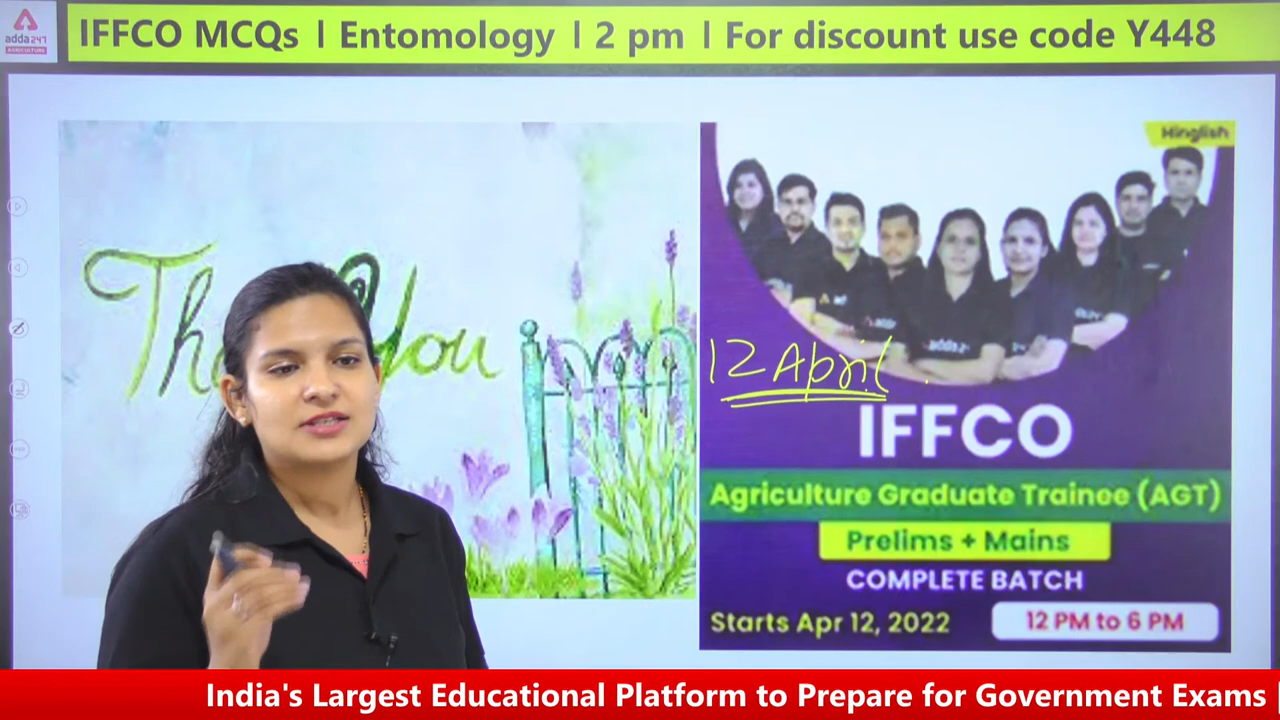 adda247
AGRICULTURE
IFFCO MCQs | Entomology | 2 pm | For discount use code Y448
You
Hinglish
12 April
IFFCO
Agriculture Graduate Trainee (AGT)
Prelims + Mains
COMPLETE BATCH
Starts Apr 12, 2022
12 PM to 6 PM
India's Largest Educational Platform to Prepare for Government Exams |